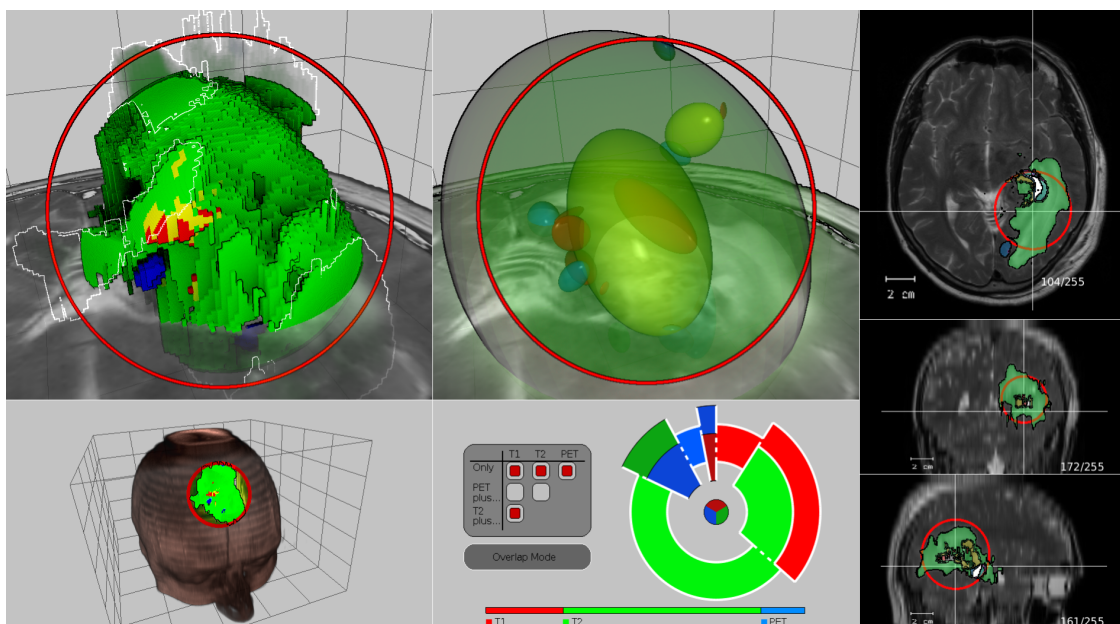 2 cm
104/255
2 cm
172/255
2 cm
161/255
T1 T2 PET
Only
PET
plus...
T2
plus...
Overlap Mode
T1 T2 PET